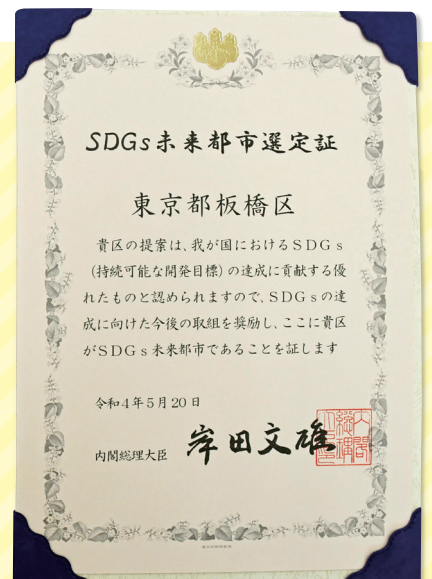 SDGs未来都市選定証
東京都板橋区
貴区の提案は、我が国におけるSDGs
(持続可能な開発目標)の達成に貢献する優
れたものと認められますので、SDGsの達
成に向けた今後の取組を奨励し、ここに貴区
がSDGs未来都市であることを証します
令和4年5月20日
内閣総理大臣 岸田文雄